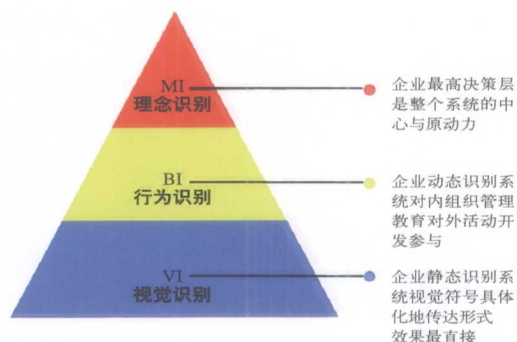 MI
理念识别
企业最高决策层
是整个系统的中
心与原动力
BI
行为识别
企业动态识别系
统对内组织管理
教育对外活动开
发参与
VI
视觉识别
企业静态识别系
统视觉符号具体
化地传达形式
效果最直接